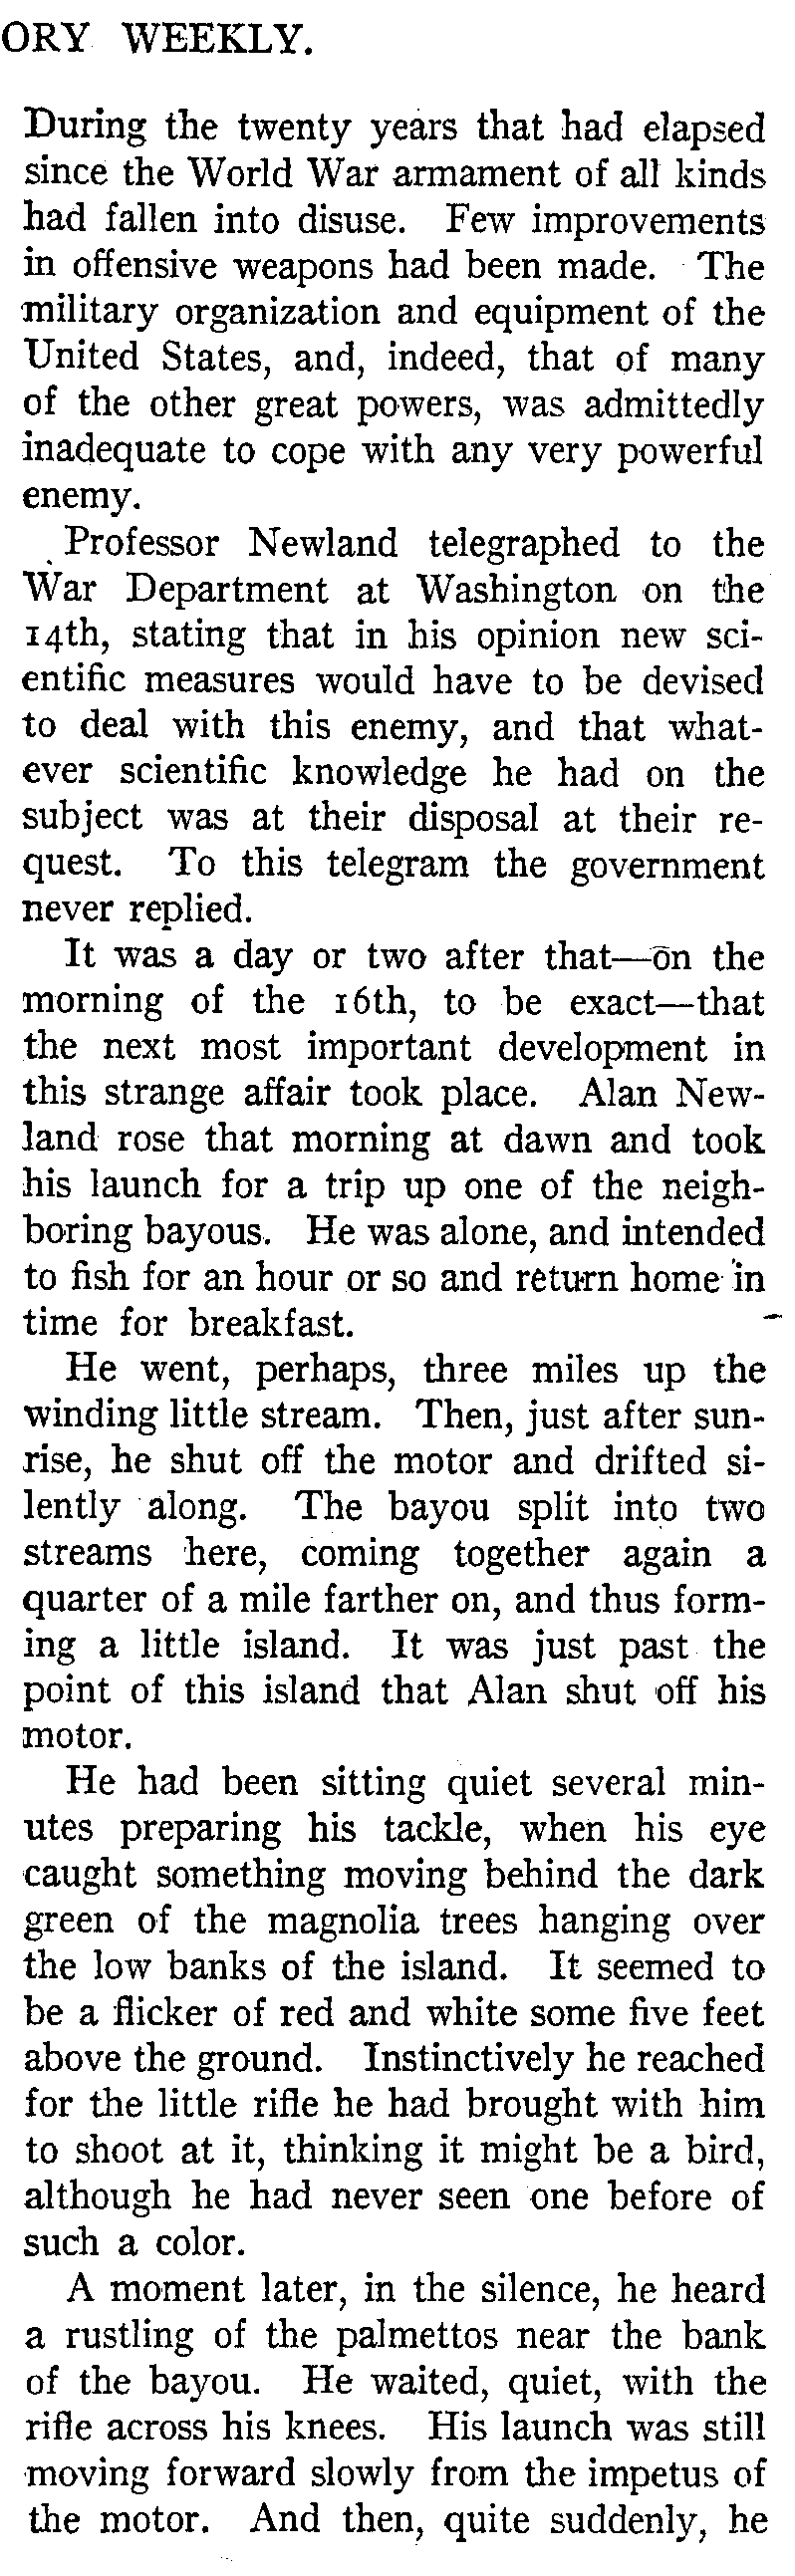 ORY WEEKLY.
During the twenty years that had elapsed
since the World War armament of all kinds
had fallen into disuse. Few improvements
in offensive weapons had been made. The
military organization and equipment of the
United States, and, indeed, that of many
of the other great powers, was admittedly
inadequate to cope with any very powerful
enemy.
Professor Newland telegraphed to the
War Department at Washington on the
14th, stating that in his opinion new sci-
entific measures would have to be devised
to deal with this enemy, and that what-
ever scientific knowledge he had on the
subject was at their disposal at their re-
quest. To this telegram the government
never replied.
It was a day or two after that—on the
morning of the 16th, to be exact—that
the next most important development in
this strange affair took place. Alan New-
land rose that morning at dawn and took
his launch for a trip up one of the neigh-
boring bayous. He was alone, and intended
to fish for an hour or so and return home in
time for breakfast.
He went, perhaps, three miles up the
winding little stream. Then, just after sun-
rise, he shut off the motor and drifted si-
lently along. The bayou split into two
streams here, coming together again a
quarter of a mile farther on, and thus form-
ing a little island. It was just past the
point of this island that Alan shut off his
motor.
He had been sitting quiet several min-
utes preparing his tackle, when his eye
caught something moving behind the dark
green of the magnolia trees hanging over
the low banks of the island. It seemed to
be a flicker of red and white some five feet
above the ground. Instinctively he reached
for the little rifle he had brought with him
to shoot at it, thinking it might be a bird,
although he had never seen one before of
such a color.
A moment later, in the silence, he heard
a rustling of the palmettos near the bank
of the bayou. He waited, quiet, with the
rifle across his knees. His launch was still
moving forward slowly from the impetus of
the motor. And then, quite suddenly, he